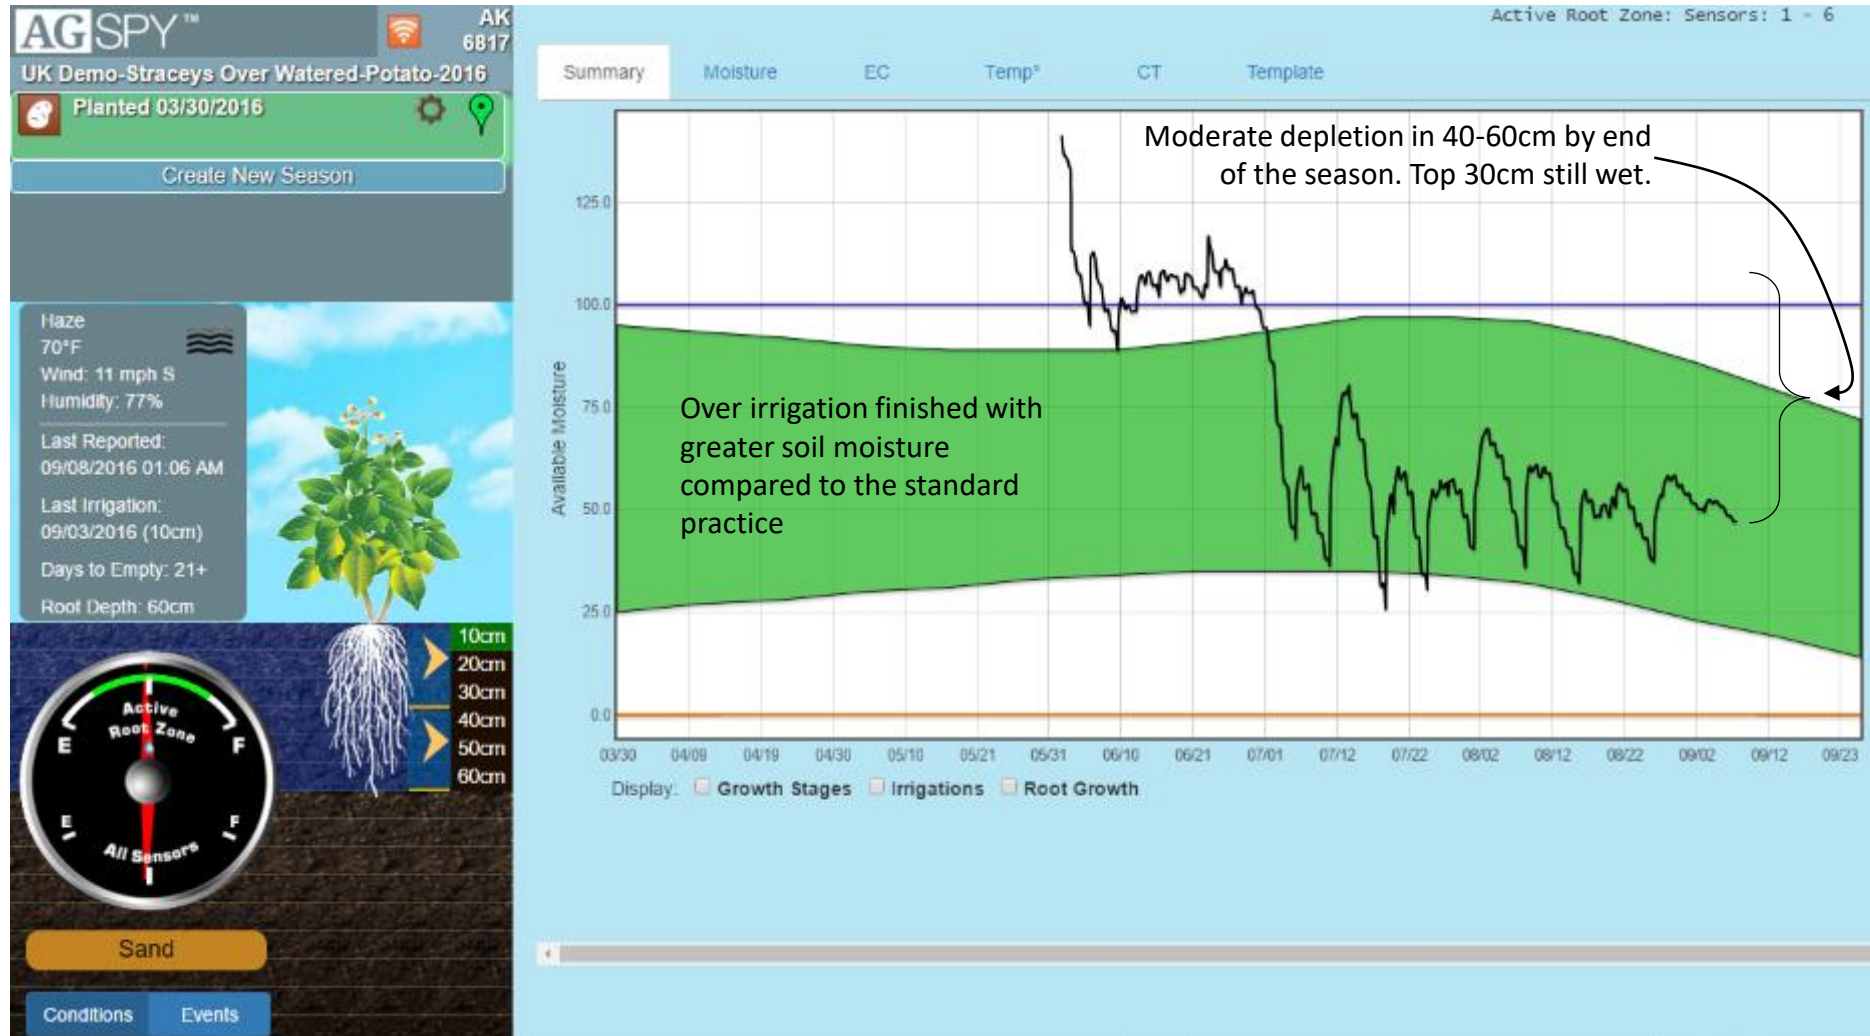 AGSPY™
AK
6817
UK Demo-Straceys Over Watered-Potato-2016
Planted 03/30/2016
Create New Season
Haze
70°F
Wind: 11 mph S
Humidity: 77%
Last Reported:
09/08/2016 01:06 AM
Last Irrigation:
09/03/2016 (10cm)
Days to Empty: 21+
Root Depth: 60cm
10cm
20cm
30cm
40cm
50cm
60cm
Active
Root Zone
E F
E F
All Sensors
Sand
Conditions Events
Active Root Zone: Sensors: 1 - 6
Summary Moisture EC Temp° CT Template
Moderate depletion in 40-60cm by end
of the season. Top 30cm still wet.
Over irrigation finished with
greater soil moisture
compared to the standard
practice
Available Moisture
125.0
100.0
75.0
50.0
25.0
0.0
03/30 04/09 04/19 04/30 05/10 05/21 05/31 06/10 06/21 07/01 07/12 07/22 08/02 08/12 08/22 09/02 09/12 09/23
Display: Growth Stages Irrigations Root Growth